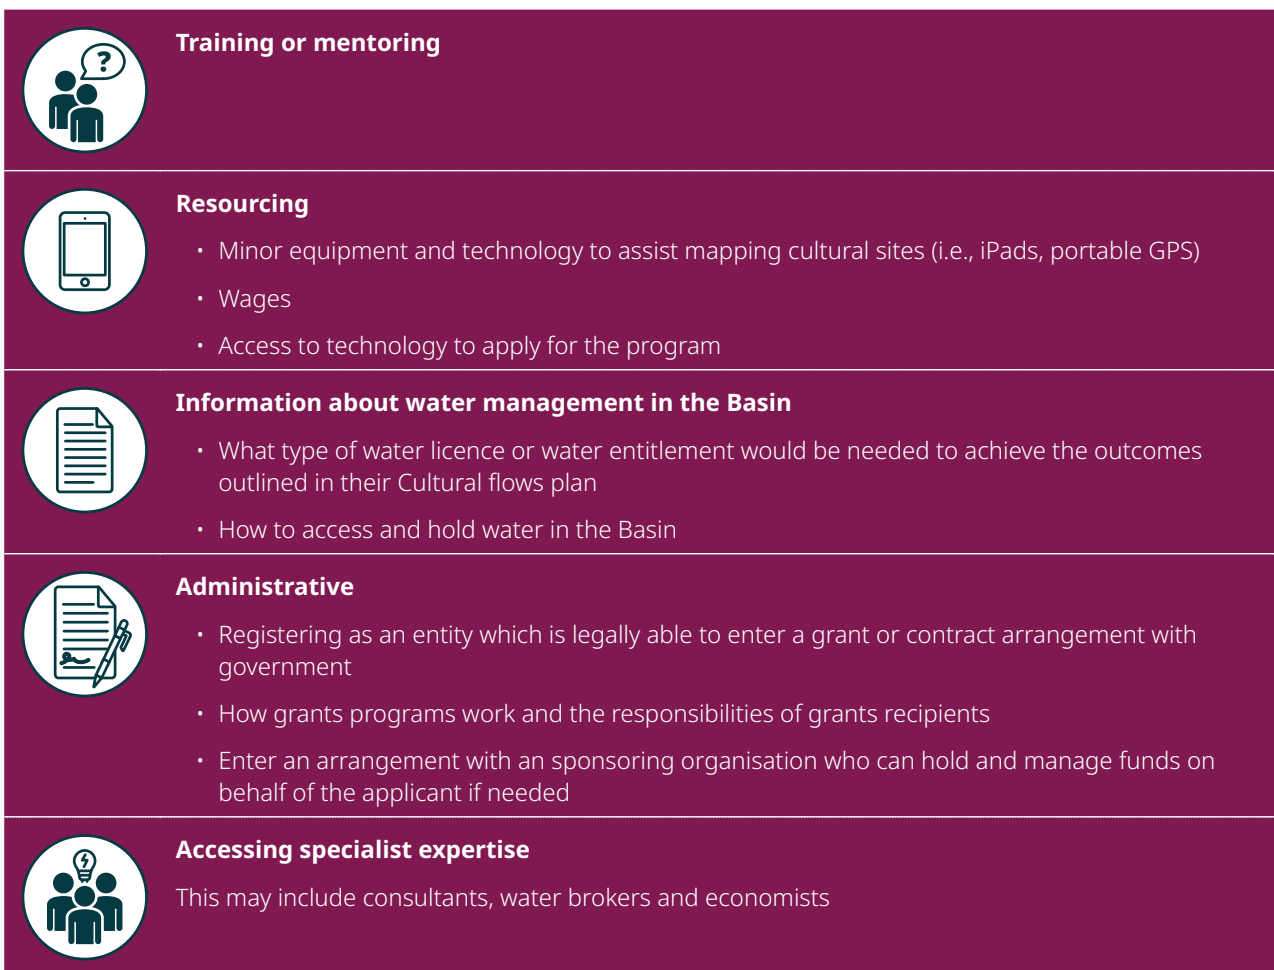 Training or mentoring
?
Resourcing
• Minor equipment and technology to assist mapping cultural sites (i.e., iPads, portable GPS)
• Wages
• Access to technology to apply for the program
Information about water management in the Basin
• What type of water licence or water entitlement would be needed to achieve the outcomes
outlined in their Cultural flows plan
• How to access and hold water in the Basin
Administrative
• Registering as an entity which is legally able to enter a grant or contract arrangement with
government
• How grants programs work and the responsibilities of grants recipients
• Enter an arrangement with an sponsoring organisation who can hold and manage funds on
behalf of the applicant if needed
Accessing specialist expertise
This may include consultants, water brokers and economists